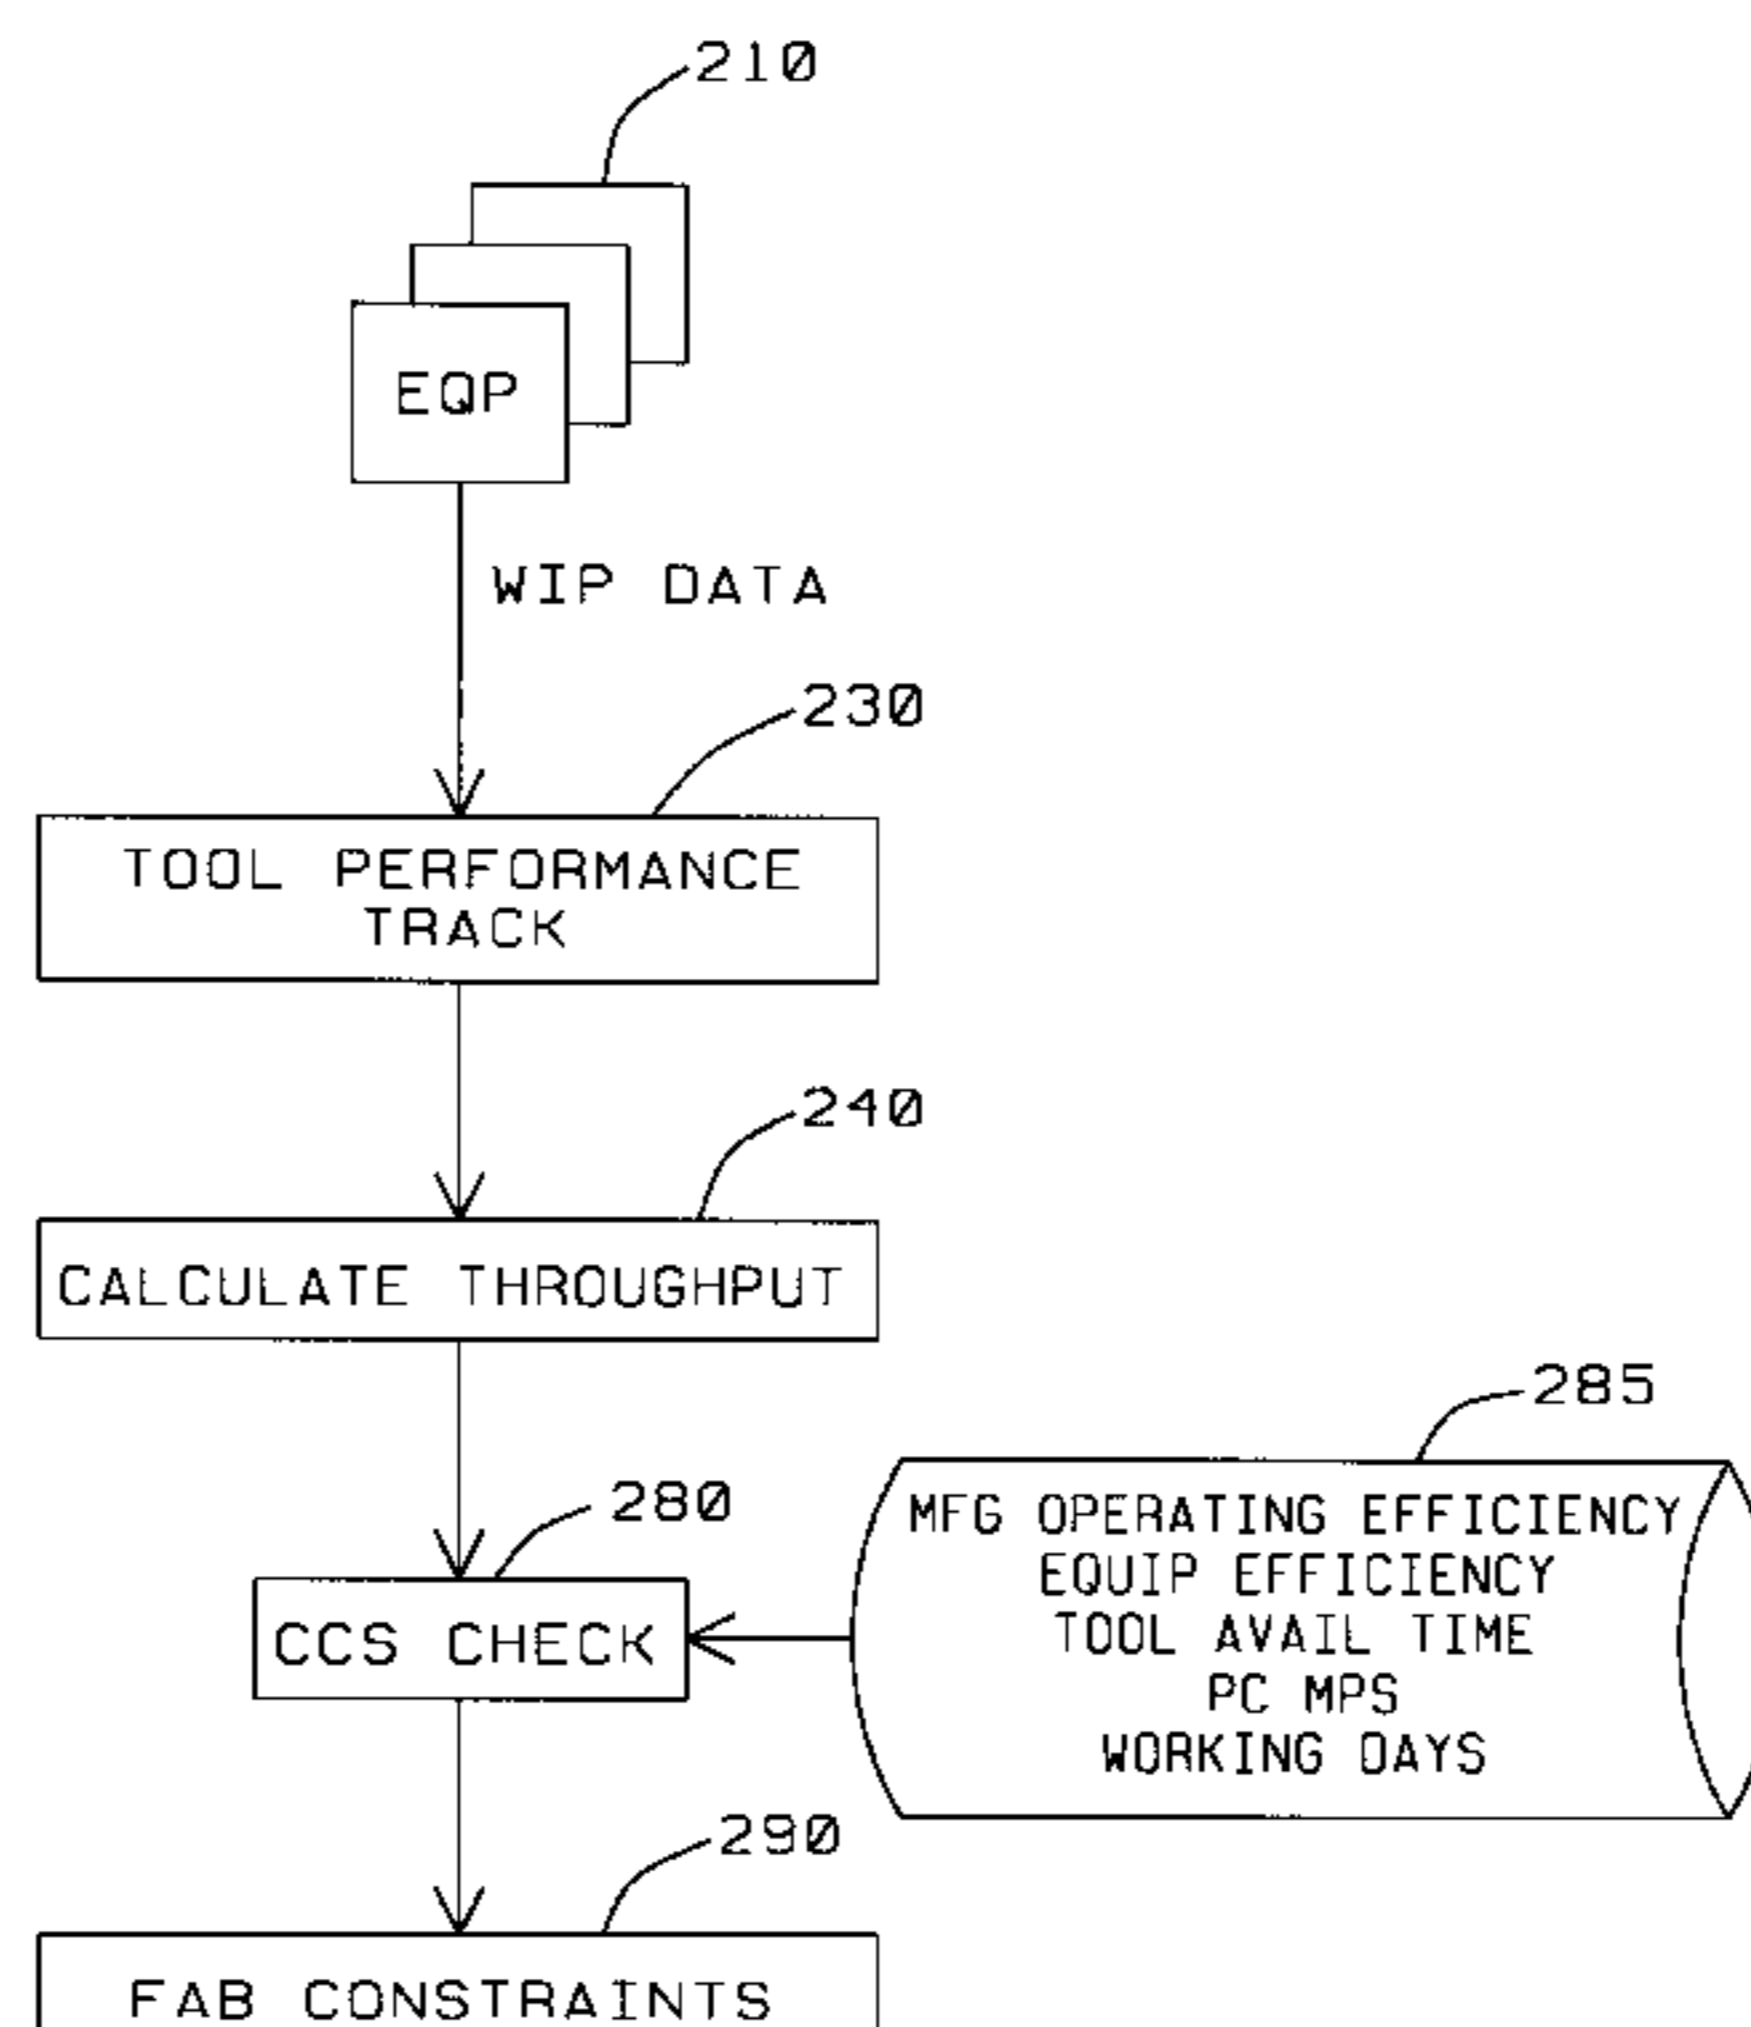 210
EQP
WIP DATA
230
TOOL PERFORMANCE
TRACK
240
CALCULATE THROUGHPUT
285
280
MFG OPERATING EFFICIENCY
EQUIP EFFICIENCY
TOOL AVAIL TIME
PC MPS
WORKING DAYS
CCS CHECK
290
FAB CONSTRAINTS